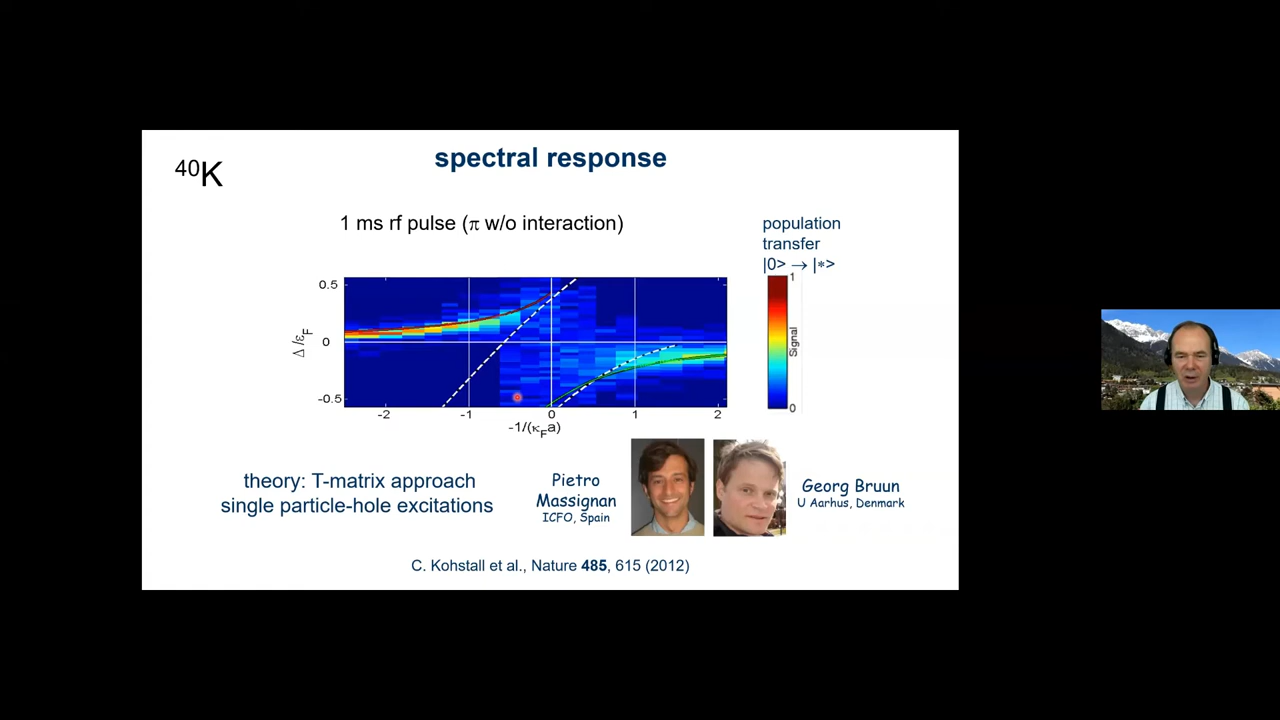 ⁴⁰K
spectral response
1 ms rf pulse (π w/o interaction)
population
transfer
|0> → |*>
1
Signal
0
0.5
0
-0.5
Δ/ε_F
-2
-1
0
1
2
-1/(κ_Fa)
theory: T-matrix approach
single particle-hole excitations
Pietro
Massignan
ICFO, Spain
Georg Bruun
U Aarhus, Denmark
C. Kohstall et al., Nature 485, 615 (2012)